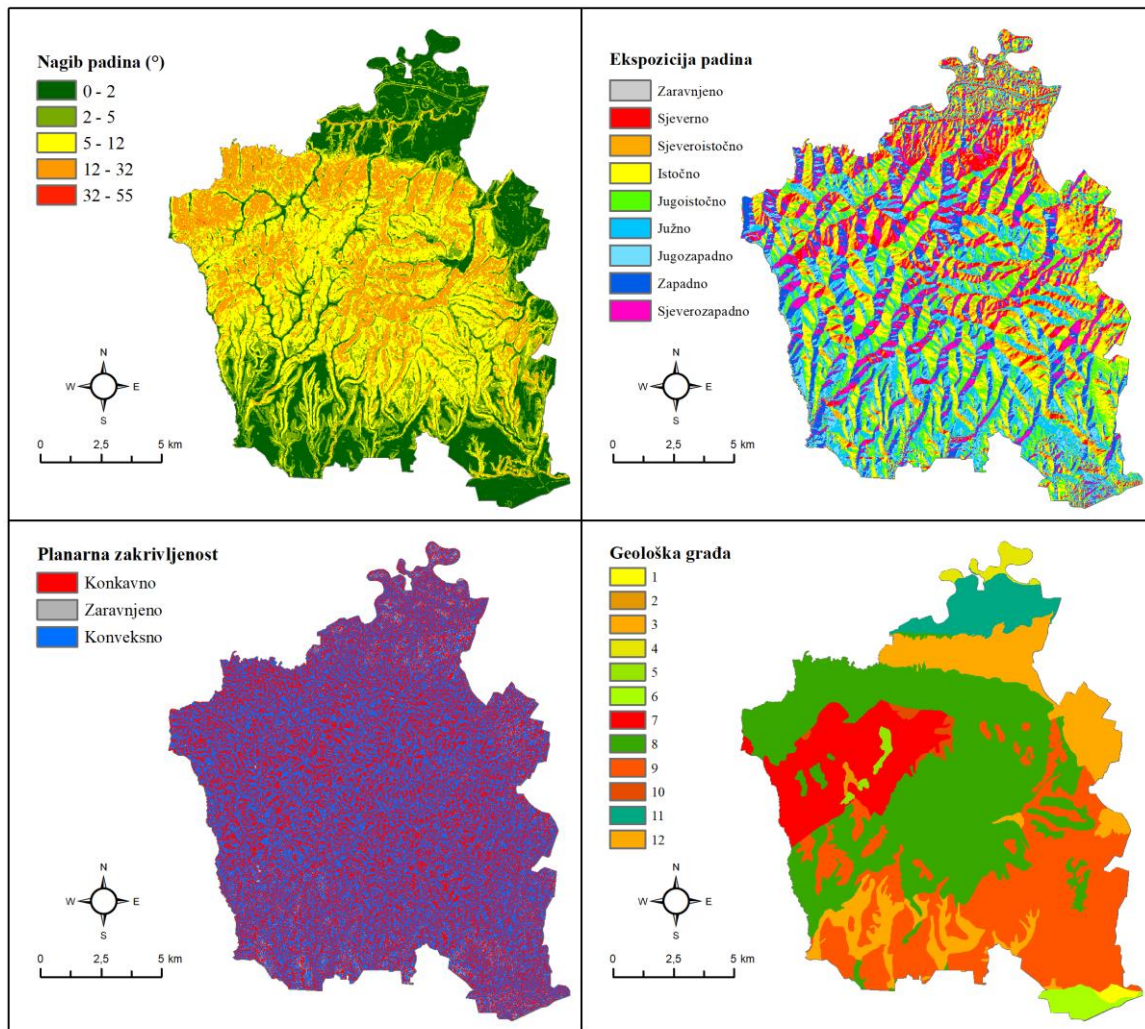 Nagib padina (°)
0 - 2
2 - 5
5 - 12
12 - 32
32 - 55
N
W E
S
0 2,5 5 km
Ekspozicija padina
Zaravnjeno
Sjeverno
Sjeveroistočno
Istočno
Jugoistočno
Južno
Jugozapadno
Zapadno
Sjeverozapadno
N
W E
S
0 2,5 5 km
Planarna zakrivljenost
Konkavno
Zaravnjeno
Konveksno
N
W E
S
0 2,5 5 km
Geološka građa
1
2
3
4
5
6
7
8
9
10
11
12
N
W E
S
0 2,5 5 km